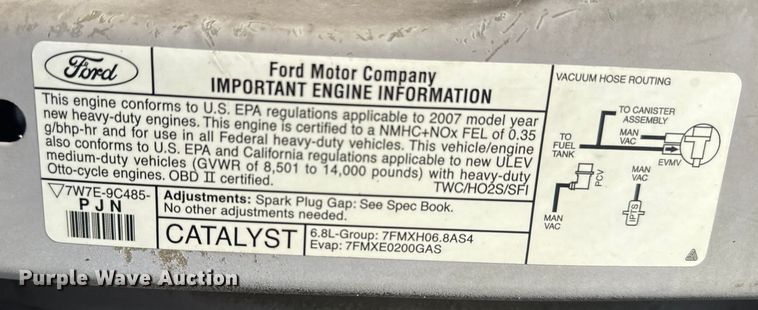 Ford
Ford Motor Company
IMPORTANT ENGINE INFORMATION
This engine conforms to U.S. EPA regulations applicable to 2007 model year
new heavy-duty engines. This engine is certified to a NMHC+NOx FEL of 0.35
g/bhp-hr and for use in all Federal heavy-duty vehicles. This vehicle/engine
also conforms to U.S. EPA and California regulations applicable to new ULEV
medium-duty vehicles (GVWR of 8,501 to 14,000 pounds) with heavy-duty
Otto-cycle engines. OBD II certified.
TWC/HO2S/SFI
7W7E-9C485-
PJN
Adjustments: Spark Plug Gap: See Spec Book.
No other adjustments needed.
CATALYST
6.8L-Group: 7FMXH06.8AS4
Evap: 7FMXE0200GAS
VACUUM HOSE ROUTING
TO CANISTER
ASSEMBLY
TO
FUEL
TANK
MAN
VAC
EVMV
PCV
MAN
VAC
MAN
VAC
IPTS
Purple Wave Auction